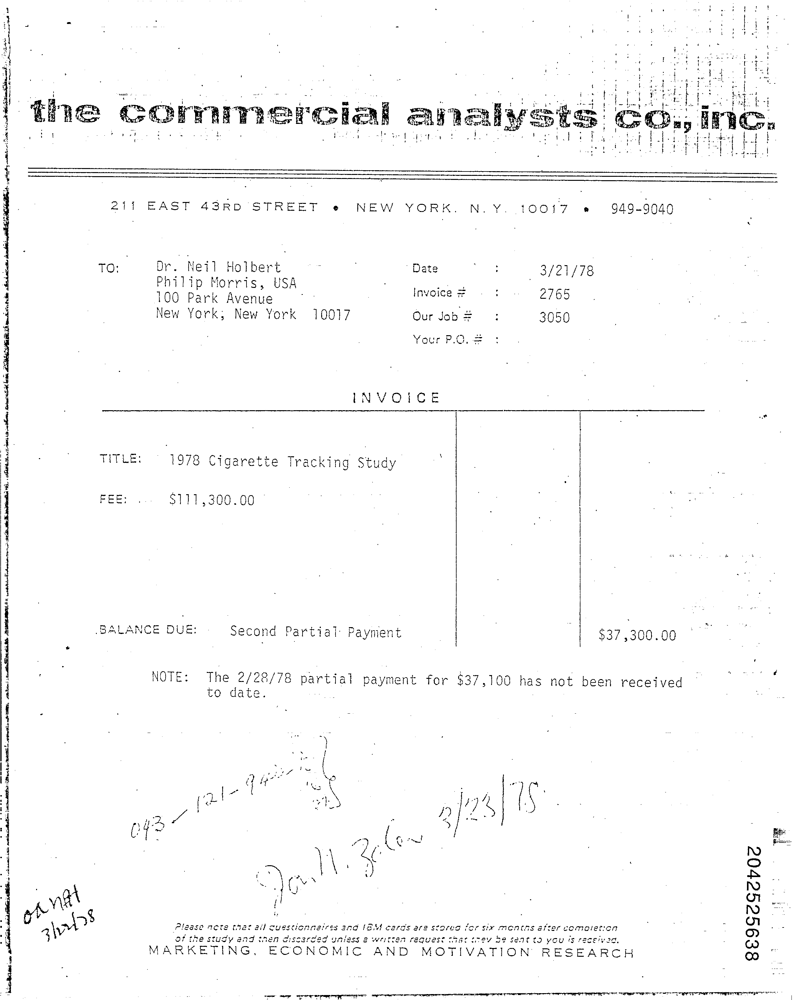 the commercial analysts co., inc.
211 EAST 43RD STREET • NEW YORK, N.Y. 10017 • 949-9040
TO: Dr. Neil Holbert
Philip Morris, USA
100 Park Avenue
New York, New York 10017
Date : 3/21/78
Invoice # : 2765
Our Job # : 3050
Your P.O. # :
INVOICE
TITLE: 1978 Cigarette Tracking Study
FEE: $111,300.00
BALANCE DUE: Second Partial Payment $37,300.00
NOTE: The 2/28/78 partial payment for $37,100 has not been received
to date.
043-121-
3/23/78
3/22/78
2042525638
Please note that all questionnaires and IBM cards are stored for six months after completion
of the study and then discarded unless a written request that they be sent to you is received.
MARKETING, ECONOMIC AND MOTIVATION RESEARCH